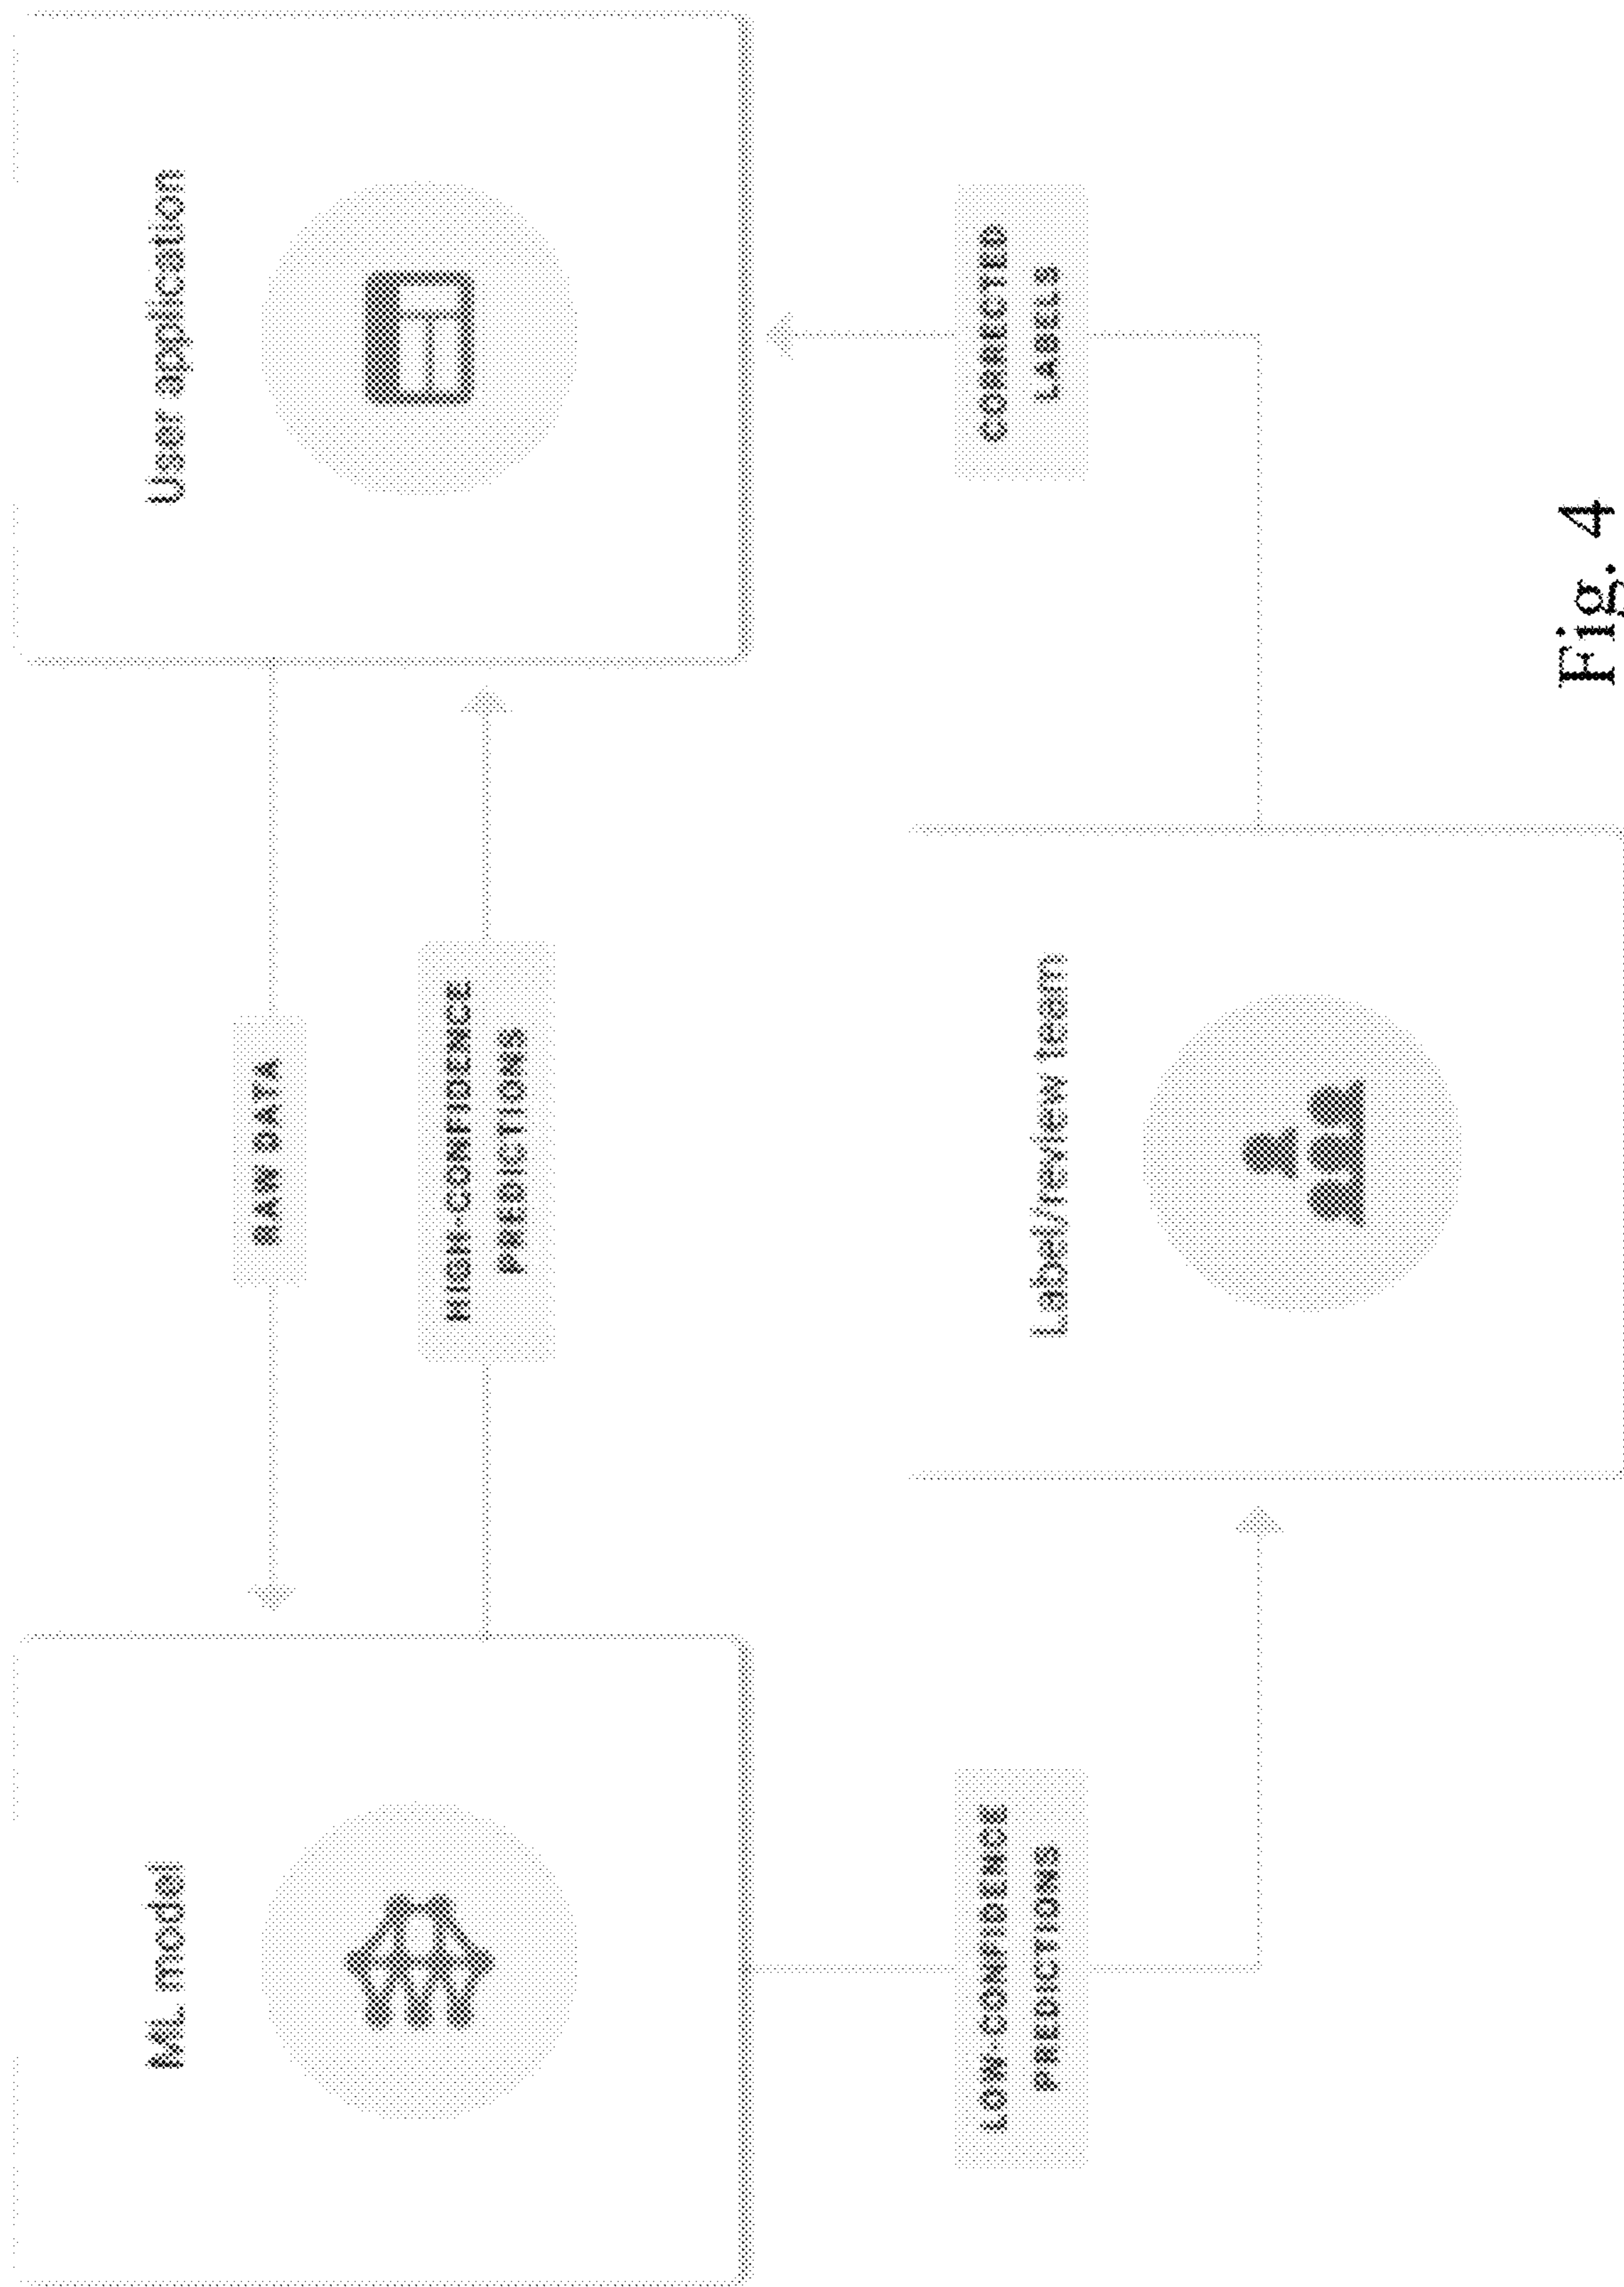 ML model
User application
RAW DATA
HIGH-CONFIDENCE
PREDICTIONS
LOW-CONFIDENCE
PREDICTIONS
CORRECTED
LABELS
Label/review team
Fig. 4